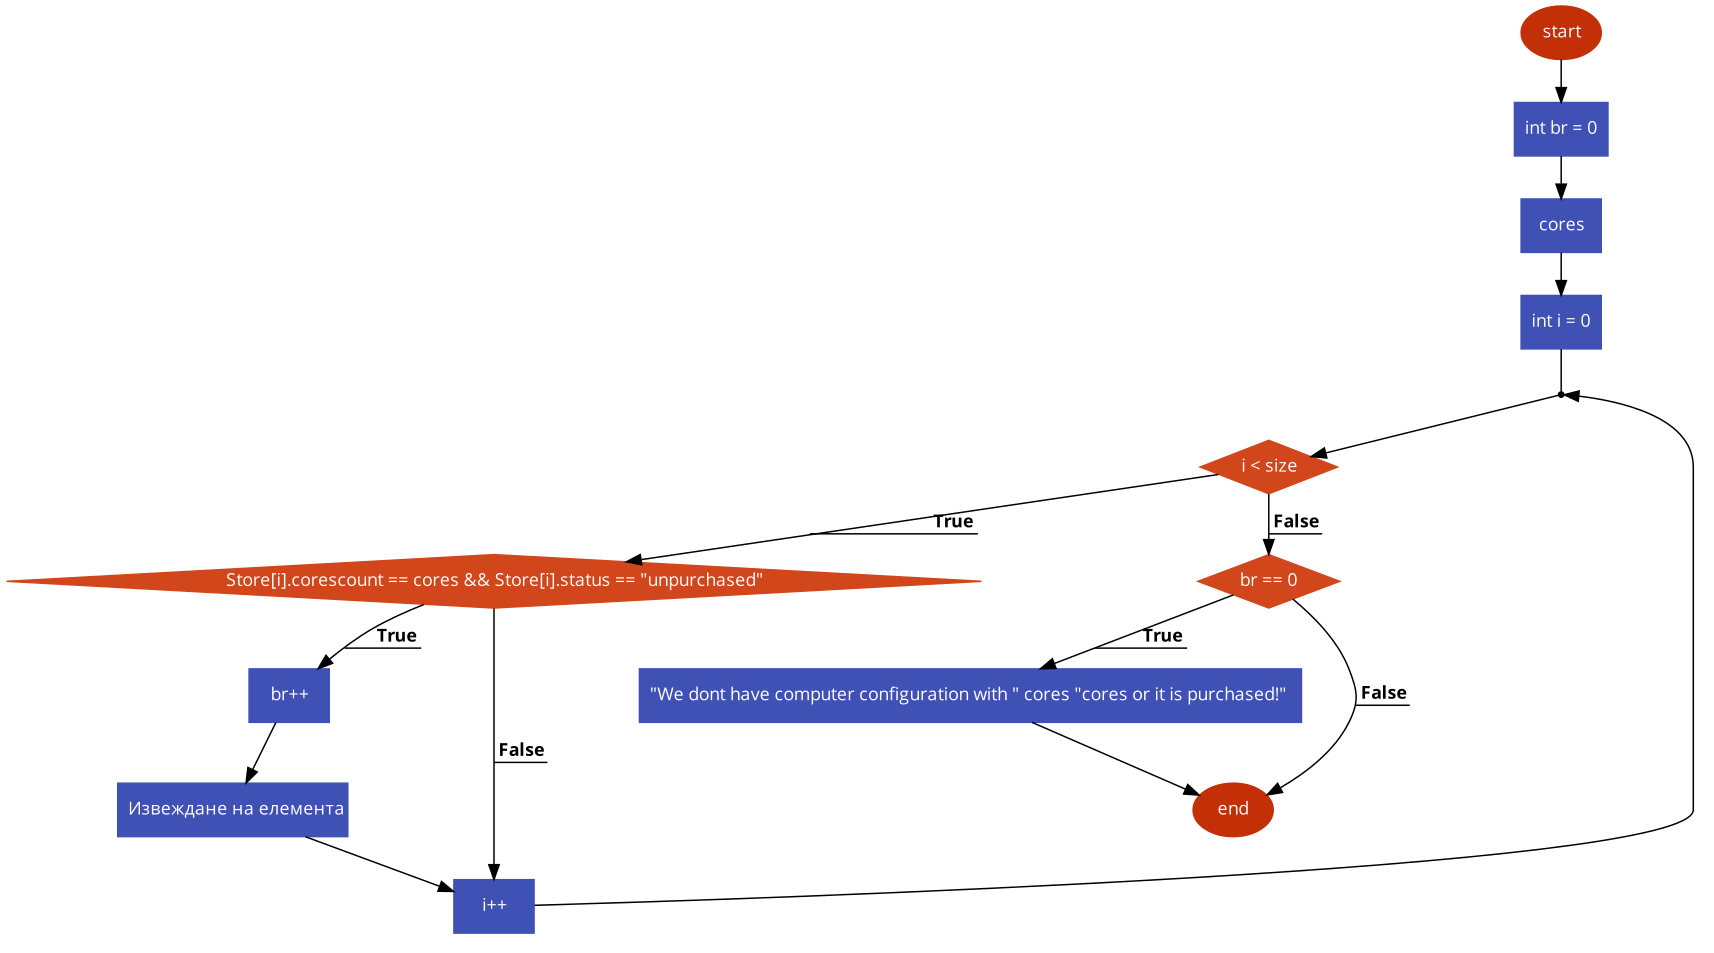 start
int br = 0
cores
int i = 0
i < size
True
False
Store[i].corescount == cores && Store[i].status == "unpurchased"
br == 0
True
True
False
br++
"We dont have computer configuration with " cores "cores or it is purchased!"
False
Извеждане на елемента
end
i++